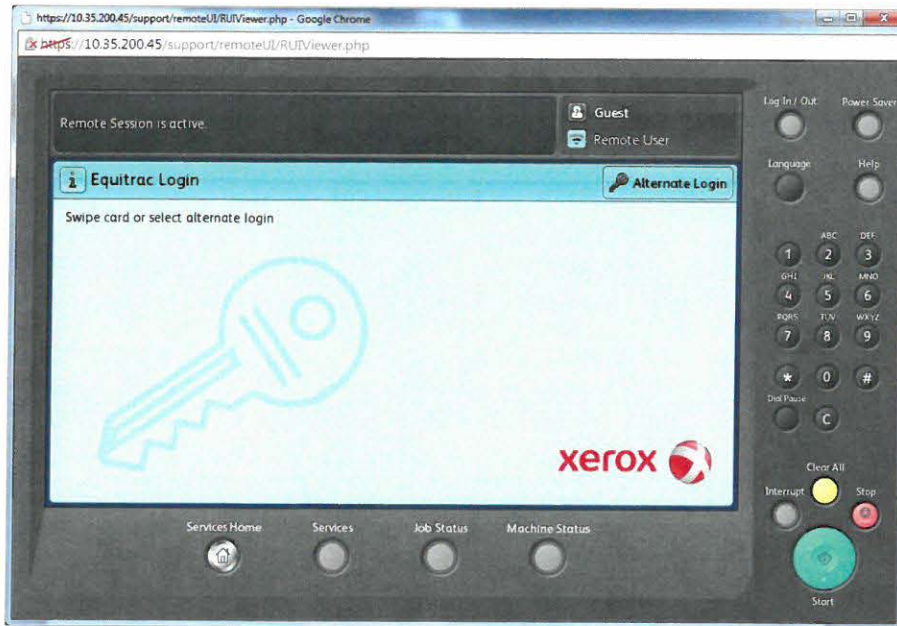 https://10.35.200.45/support/remoteUI/RUIViewer.php - Google Chrome
https://10.35.200.45/support/remoteUI/RUIViewer.php
Remote Session is active.
Guest
Remote User
i Equitrac Login
Alternate Login
Swipe card or select alternate login
xerox
Services Home
Services
Job Status
Machine Status
Log In / Out
Power Saver
Language
Help
ABC
DEF
1
2
3
GHI
JKL
MNO
4
5
6
PQRS
TUV
WXYZ
7
8
9
*
0
#
Dial Pause
C
Clear All
Interrupt
Stop
Start